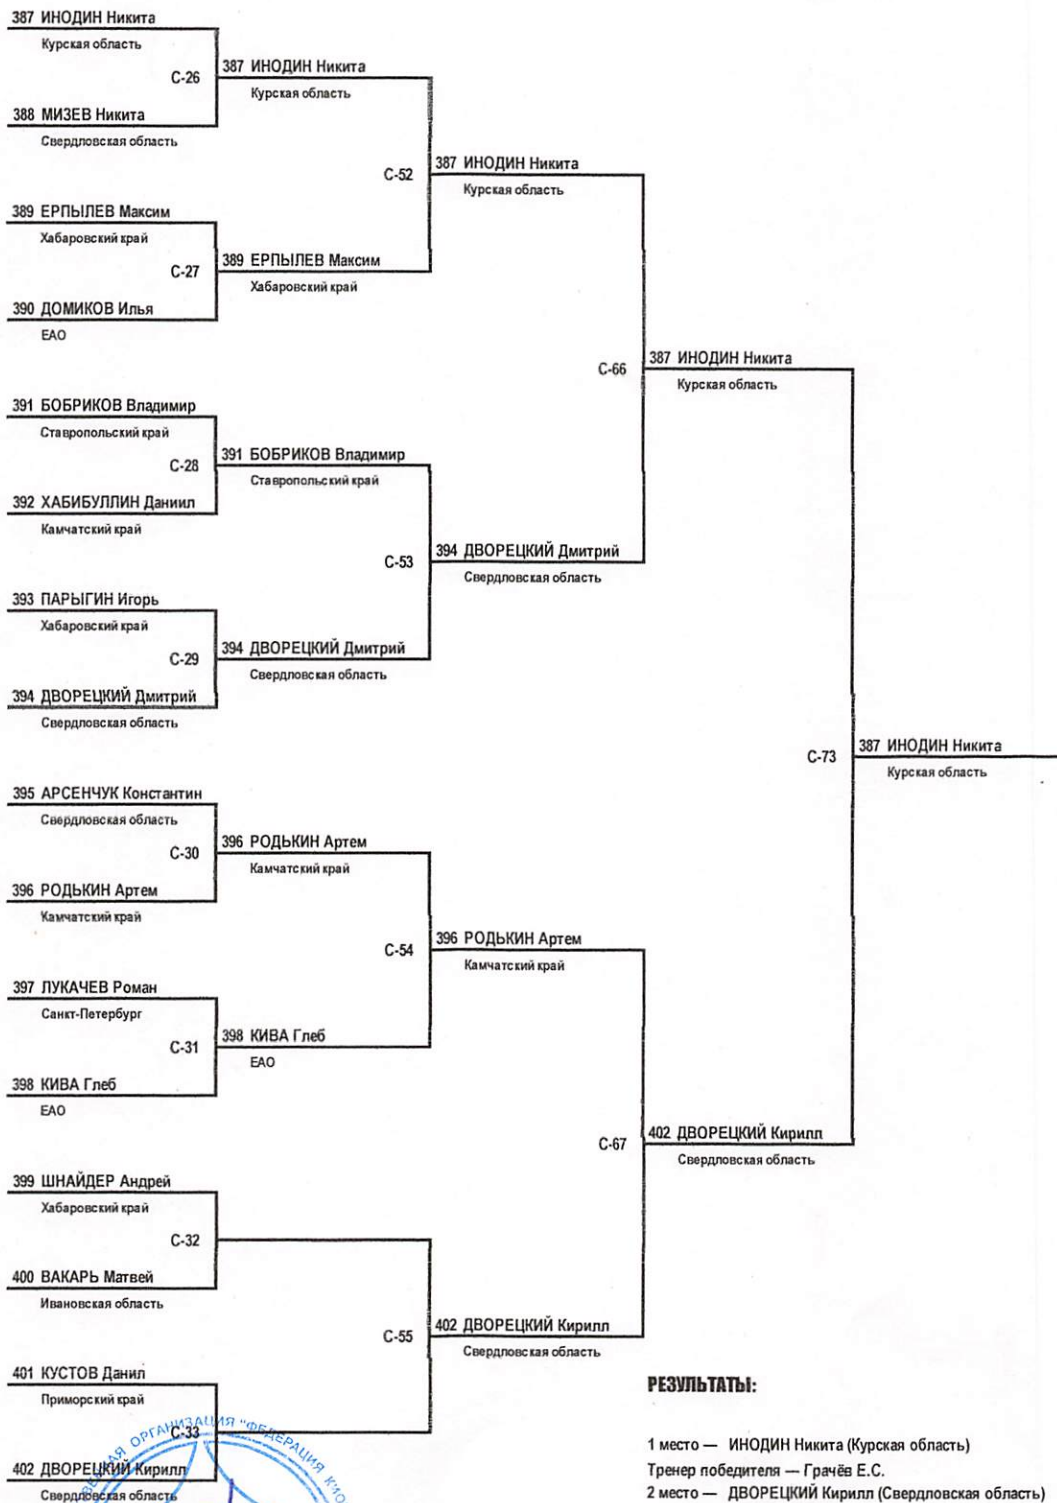 387 ИНОДИН Никита
Курская область
С-26
388 МИЗЕВ Никита
Свердловская область
389 ЕРПЫЛЕВ Максим
Хабаровский край
С-27
390 ДОМИКОВ Илья
ЕАО
391 БОБРИКОВ Владимир
Ставропольский край
С-28
392 ХАБИБУЛЛИН Даниил
Камчатский край
393 ПАРЫГИН Игорь
Хабаровский край
С-29
394 ДВОРЕЦКИЙ Дмитрий
Свердловская область
395 АРСЕНЧУК Константин
Свердловская область
С-30
396 РОДЬКИН Артем
Камчатский край
397 ЛУКАЧЕВ Роман
Санкт-Петербург
С-31
398 КИВА Глеб
ЕАО
399 ШНАЙДЕР Андрей
Хабаровский край
С-32
400 ВАКАРЬ Матвей
Ивановская область
401 КУСТОВ Данил
Приморский край
С-33
402 ДВОРЕЦКИЙ Кирилл
Свердловская область
387 ИНОДИН Никита
Курская область
С-52
389 ЕРПЫЛЕВ Максим
Хабаровский край
391 БОБРИКОВ Владимир
Ставропольский край
С-53
394 ДВОРЕЦКИЙ Дмитрий
Свердловская область
396 РОДЬКИН Артем
Камчатский край
С-54
398 КИВА Глеб
ЕАО
С-55
387 ИНОДИН Никита
Курская область
С-66
394 ДВОРЕЦКИЙ Дмитрий
Свердловская область
396 РОДЬКИН Артем
Камчатский край
С-67
402 ДВОРЕЦКИЙ Кирилл
Свердловская область
387 ИНОДИН Никита
Курская область
С-73
402 ДВОРЕЦКИЙ Кирилл
Свердловская область
387 ИНОДИН Никита
Курская область
РЕЗУЛЬТАТЫ:
1 место — ИНОДИН Никита (Курская область)
Тренер победителя — Грачёв Е.С.
2 место — ДВОРЕЦКИЙ Кирилл (Свердловская область)
ОРГАНИЗАЦИЯ "ФЕДЕРАЦИЯ